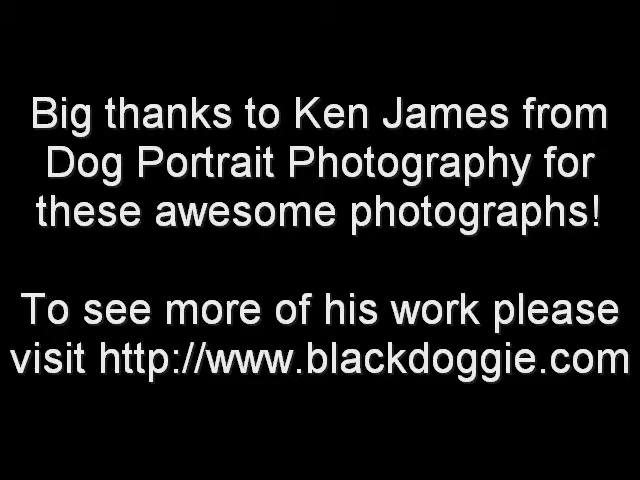 Big thanks to Ken James from
Dog Portrait Photography for
these awesome photographs!
To see more of his work please
visit http://www.blackdoggie.com